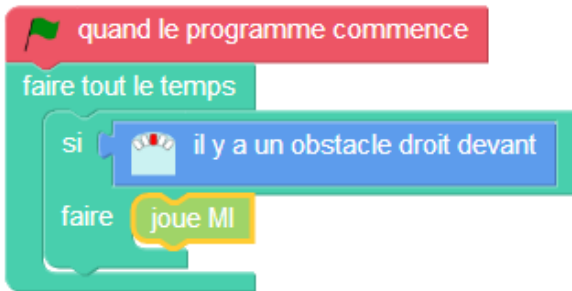 quand le programme commence
faire tout le temps
si il y a un obstacle droit devant
faire joue MI